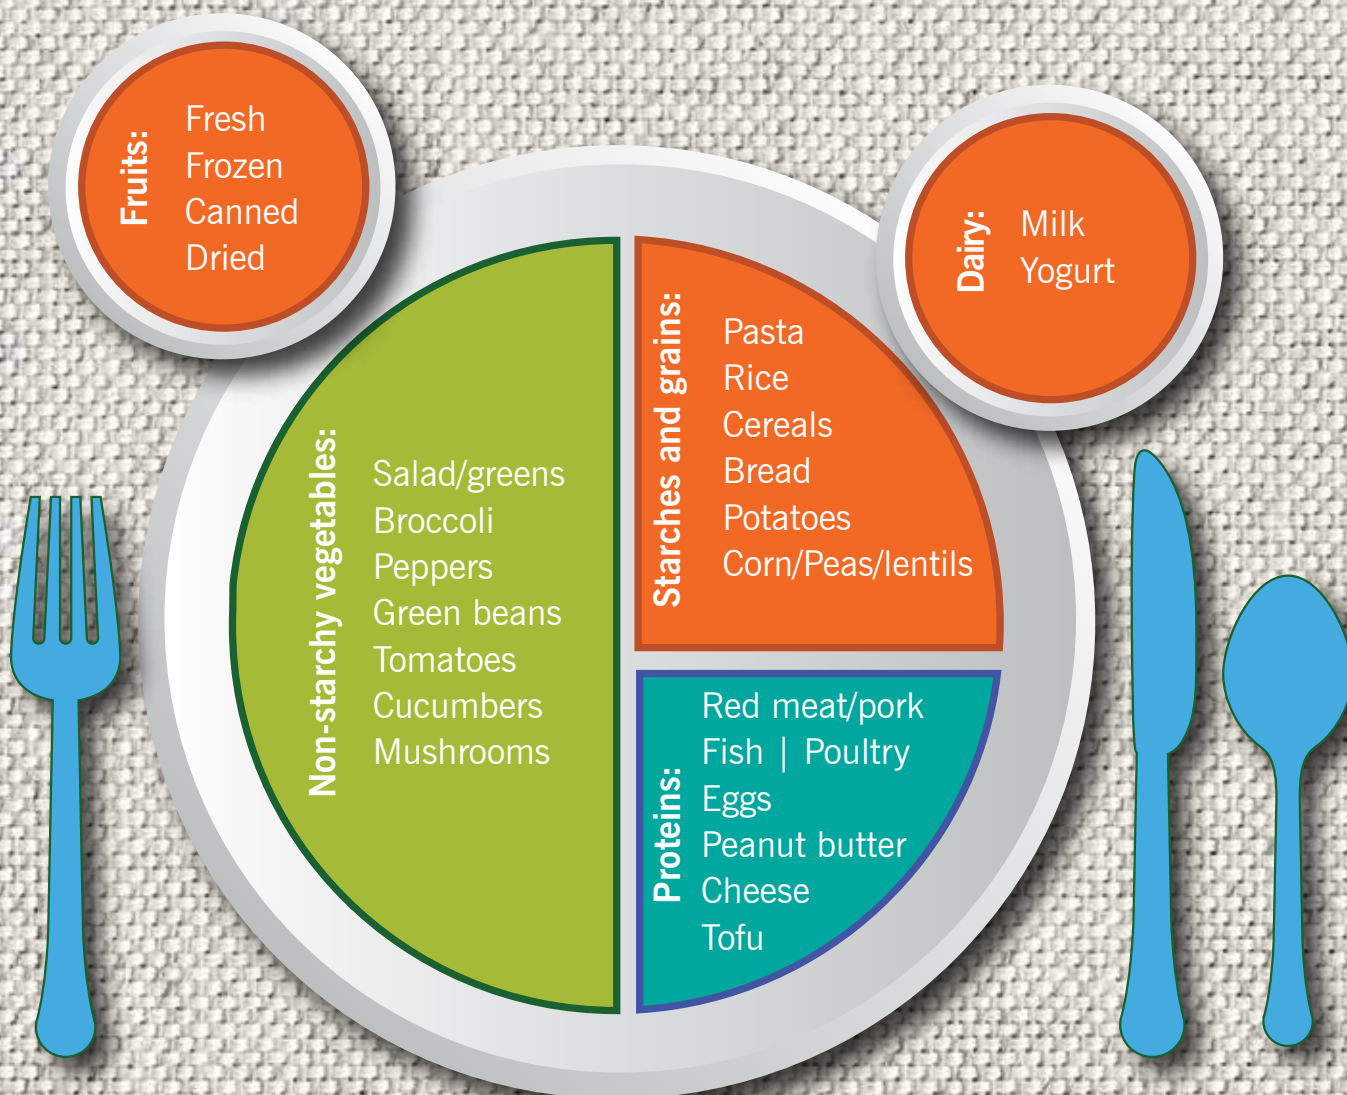 Fruits:
Fresh
Frozen
Canned
Dried
Dairy:
Milk
Yogurt
Non-starchy vegetables:
Salad/greens
Broccoli
Peppers
Green beans
Tomatoes
Cucumbers
Mushrooms
Starches and grains:
Pasta
Rice
Cereals
Bread
Potatoes
Corn/Peas/lentils
Proteins:
Red meat/pork
Fish | Poultry
Eggs
Peanut butter
Cheese
Tofu